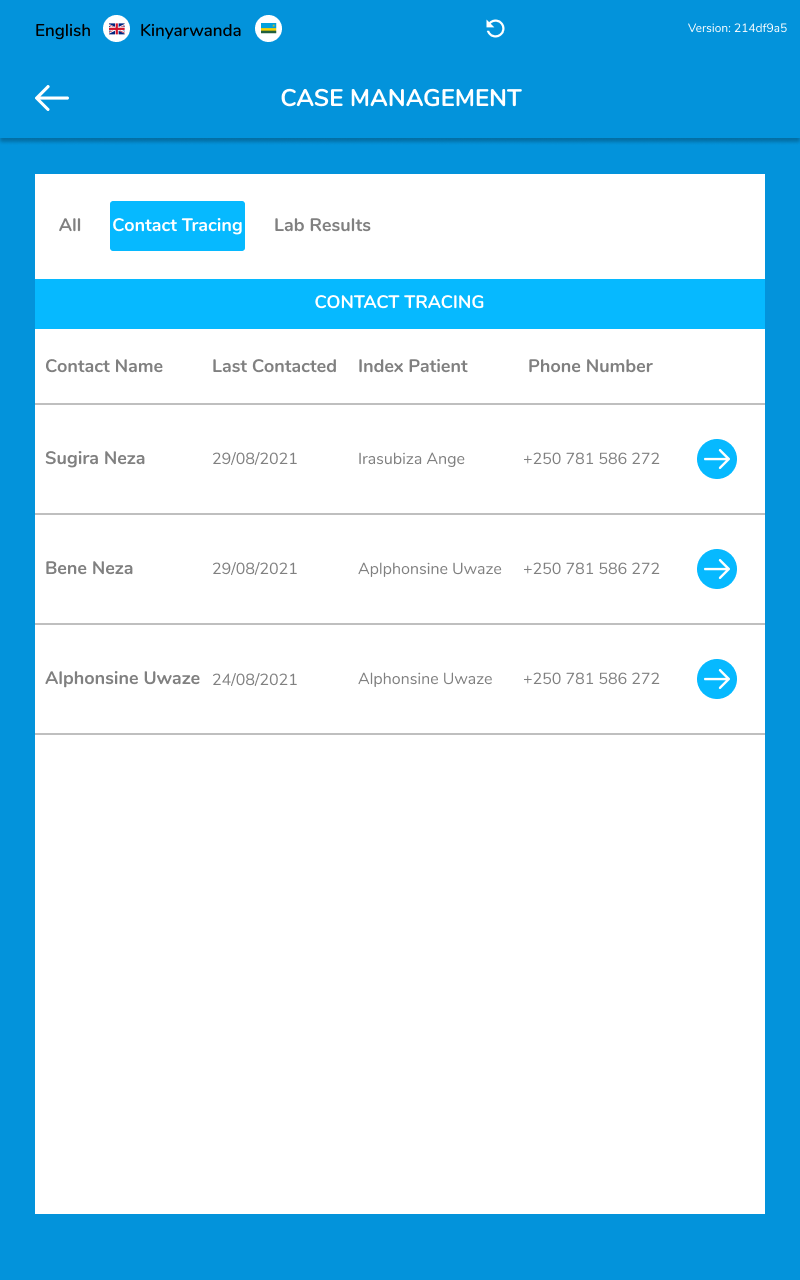 English Kinyarwanda Version: 214df9a5
CASE MANAGEMENT
All Contact Tracing Lab Results
CONTACT TRACING
Contact Name Last Contacted Index Patient Phone Number
Sugira Neza 29/08/2021 Irasubiza Ange +250 781 586 272
Bene Neza 29/08/2021 Aplphonsine Uwaze +250 781 586 272
Alphonsine Uwaze 24/08/2021 Alphonsine Uwaze +250 781 586 272